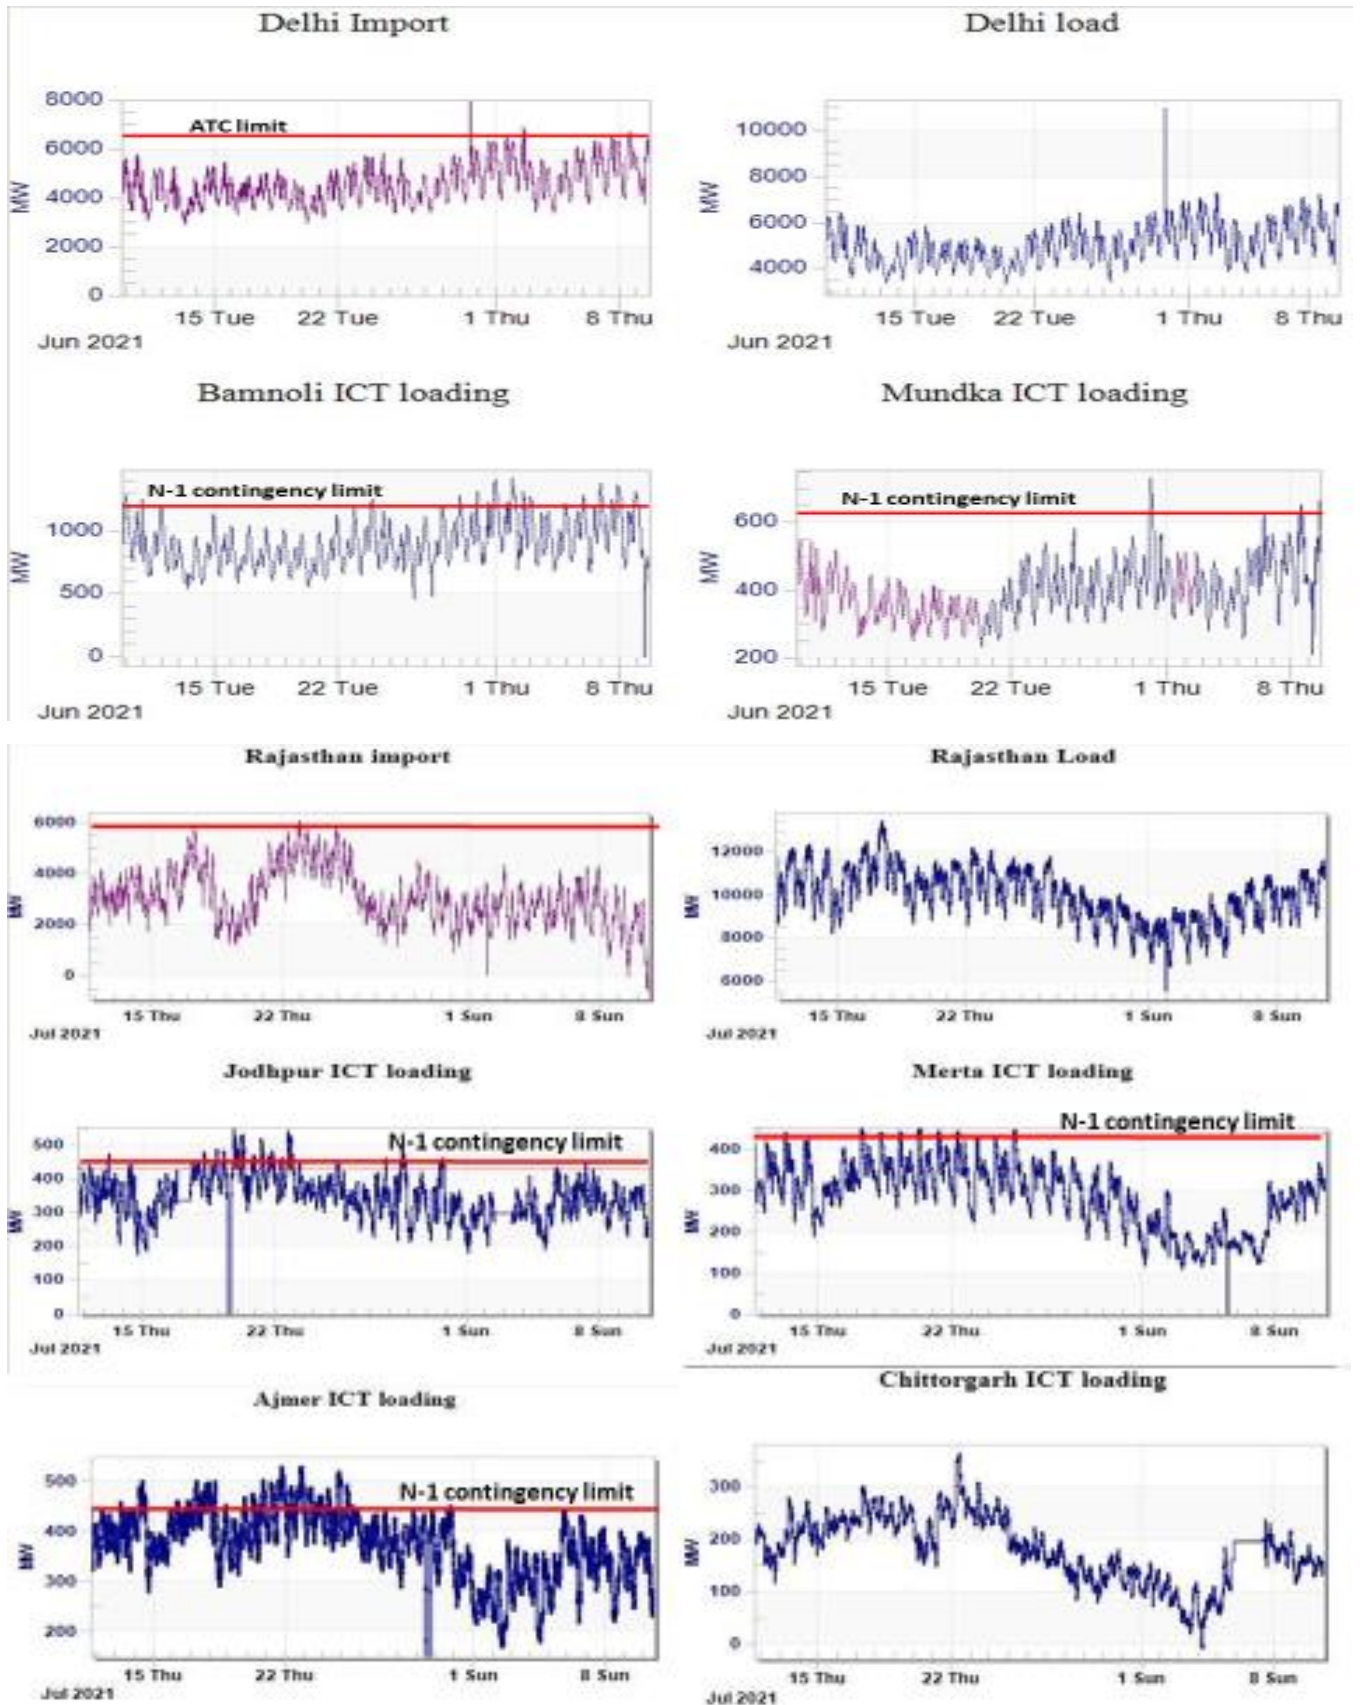 Delhi Import
Delhi load
8000
6000
4000
2000
0
MW
ATC limit
15 Tue 22 Tue 1 Thu 8 Thu
Jun 2021
10000
8000
6000
4000
MW
15 Tue 22 Tue 1 Thu 8 Thu
Jun 2021
Bamnoli ICT loading
Mundka ICT loading
N-1 contingency limit
1000
500
0
MW
15 Tue 22 Tue 1 Thu 8 Thu
Jun 2021
N-1 contingency limit
600
400
200
MW
15 Tue 22 Tue 1 Thu 8 Thu
Jun 2021
Rajasthan import
Rajasthan Load
6000
4000
2000
0
MW
15 Thu 22 Thu 1 Sun 8 Sun
Jul 2021
12000
10000
8000
6000
MW
15 Thu 22 Thu 1 Sun 8 Sun
Jul 2021
Jodhpur ICT loading
Merta ICT loading
N-1 contingency limit
500
400
300
200
100
0
MW
15 Thu 22 Thu 1 Sun 8 Sun
Jul 2021
N-1 contingency limit
400
300
200
100
0
MW
15 Thu 22 Thu 1 Sun 8 Sun
Jul 2021
Ajmer ICT loading
Chittorgarh ICT loading
N-1 contingency limit
500
400
300
200
MW
15 Thu 22 Thu 1 Sun 8 Sun
Jul 2021
300
200
100
0
MW
15 Thu 22 Thu 1 Sun 8 Sun
Jul 2021